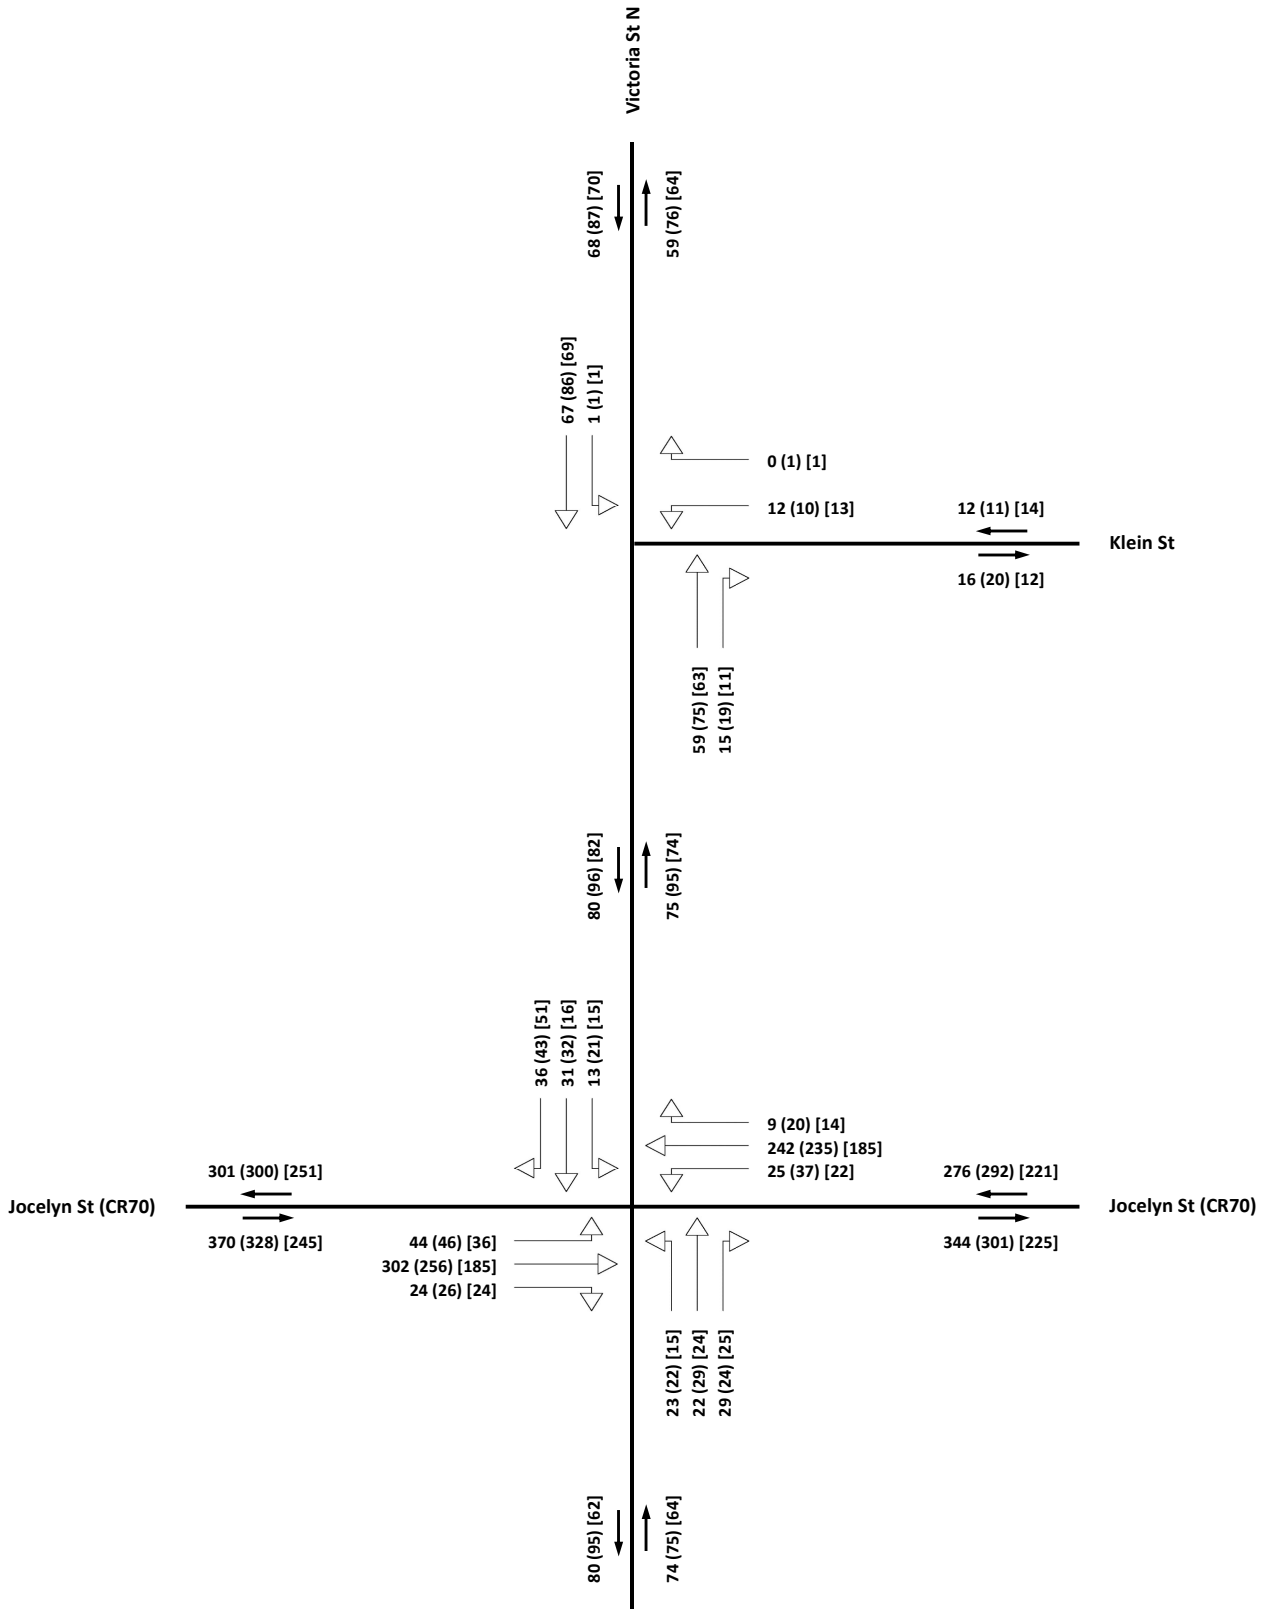 Victoria St N
68 (87) [70]
59 (76) [64]
67 (86) [69]
1 (1) [1]
0 (1) [1]
12 (10) [13]
12 (11) [14]
Klein St
16 (20) [12]
59 (75) [63]
15 (19) [11]
80 (96) [82]
75 (95) [74]
36 (43) [51]
31 (32) [16]
13 (21) [15]
9 (20) [14]
242 (235) [185]
25 (37) [22]
301 (300) [251]
276 (292) [221]
Jocelyn St (CR70)
Jocelyn St (CR70)
370 (328) [245]
44 (46) [36]
302 (256) [185]
24 (26) [24]
344 (301) [225]
23 (22) [15]
22 (29) [24]
29 (24) [25]
80 (95) [62]
74 (75) [64]